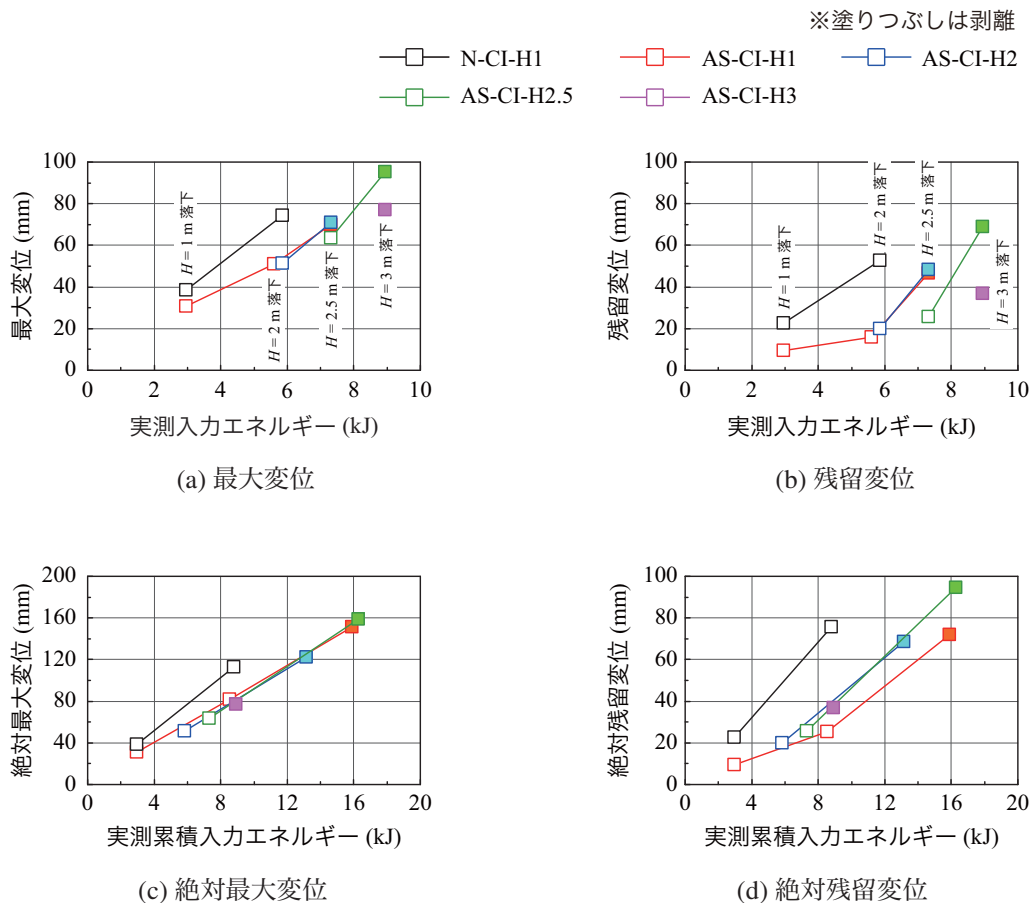 ※塗りつぶしは剥離
N-CI-H1
AS-CI-H1
AS-CI-H2
AS-CI-H2.5
AS-CI-H3
最大変位 (mm)
100
80
60
40
20
0
H = 1 m 落下
H = 2 m 落下
H = 2.5 m 落下
H = 3 m 落下
0 2 4 6 8 10
実測入力エネルギー (kJ)
(a) 最大変位
残留変位 (mm)
100
80
60
40
20
0
H = 1 m 落下
H = 2 m 落下
H = 2.5 m 落下
H = 3 m 落下
0 2 4 6 8 10
実測入力エネルギー (kJ)
(b) 残留変位
絶対最大変位 (mm)
200
160
120
80
40
0
0 4 8 12 16 20
実測累積入力エネルギー (kJ)
(c) 絶対最大変位
絶対残留変位 (mm)
100
80
60
40
20
0
0 4 8 12 16 20
実測累積入力エネルギー (kJ)
(d) 絶対残留変位